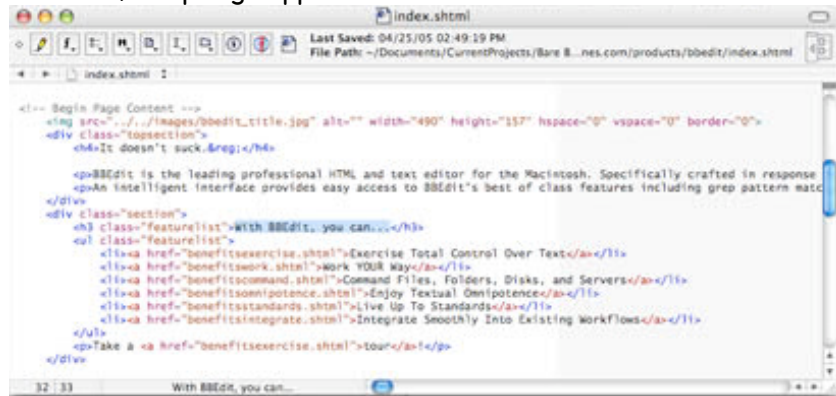 index.shtml
Last Saved: 04/25/05 02:49:19 PM
File Path: ~/Documents/CurrentProjects/Bare B...nes.com/products/bbedit/index.shtml
index.shtml
<!-- Begin Page Content -->
<img src="../../images/bbedit_title.jpg" alt="" width="490" height="157" hspace="0" vspace="0" border="0">
<div class="topsection">
<h4>It doesn't suck.&reg;</h4>
<p>BBEdit is the leading professional HTML and text editor for the Macintosh. Specifically crafted in response
<p>An intelligent interface provides easy access to BBEdit's best of class features including grep pattern matc
</div>
<div class="section">
<h3 class="featurelist">With BBEdit, you can...</h3>
<ul class="featurelist">
<li><a href="benefitsexercise.shtml">Exercise Total Control Over Text</a></li>
<li><a href="benefitswork.shtml">Work YOUR Way</a></li>
<li><a href="benefitscommand.shtml">Command Files, Folders, Disks, and Servers</a></li>
<li><a href="benefitsomnipotence.shtml">Enjoy Textual Omnipotence</a></li>
<li><a href="benefitsstandards.shtml">Live Up To Standards</a></li>
<li><a href="benefitsintegrate.shtml">Integrate Smoothly Into Existing Workflows</a></li>
</ul>
<p>Take a <a href="benefitsexercise.shtml">tour</a>!</p>
</div>
32 33 With BBEdit, you can...